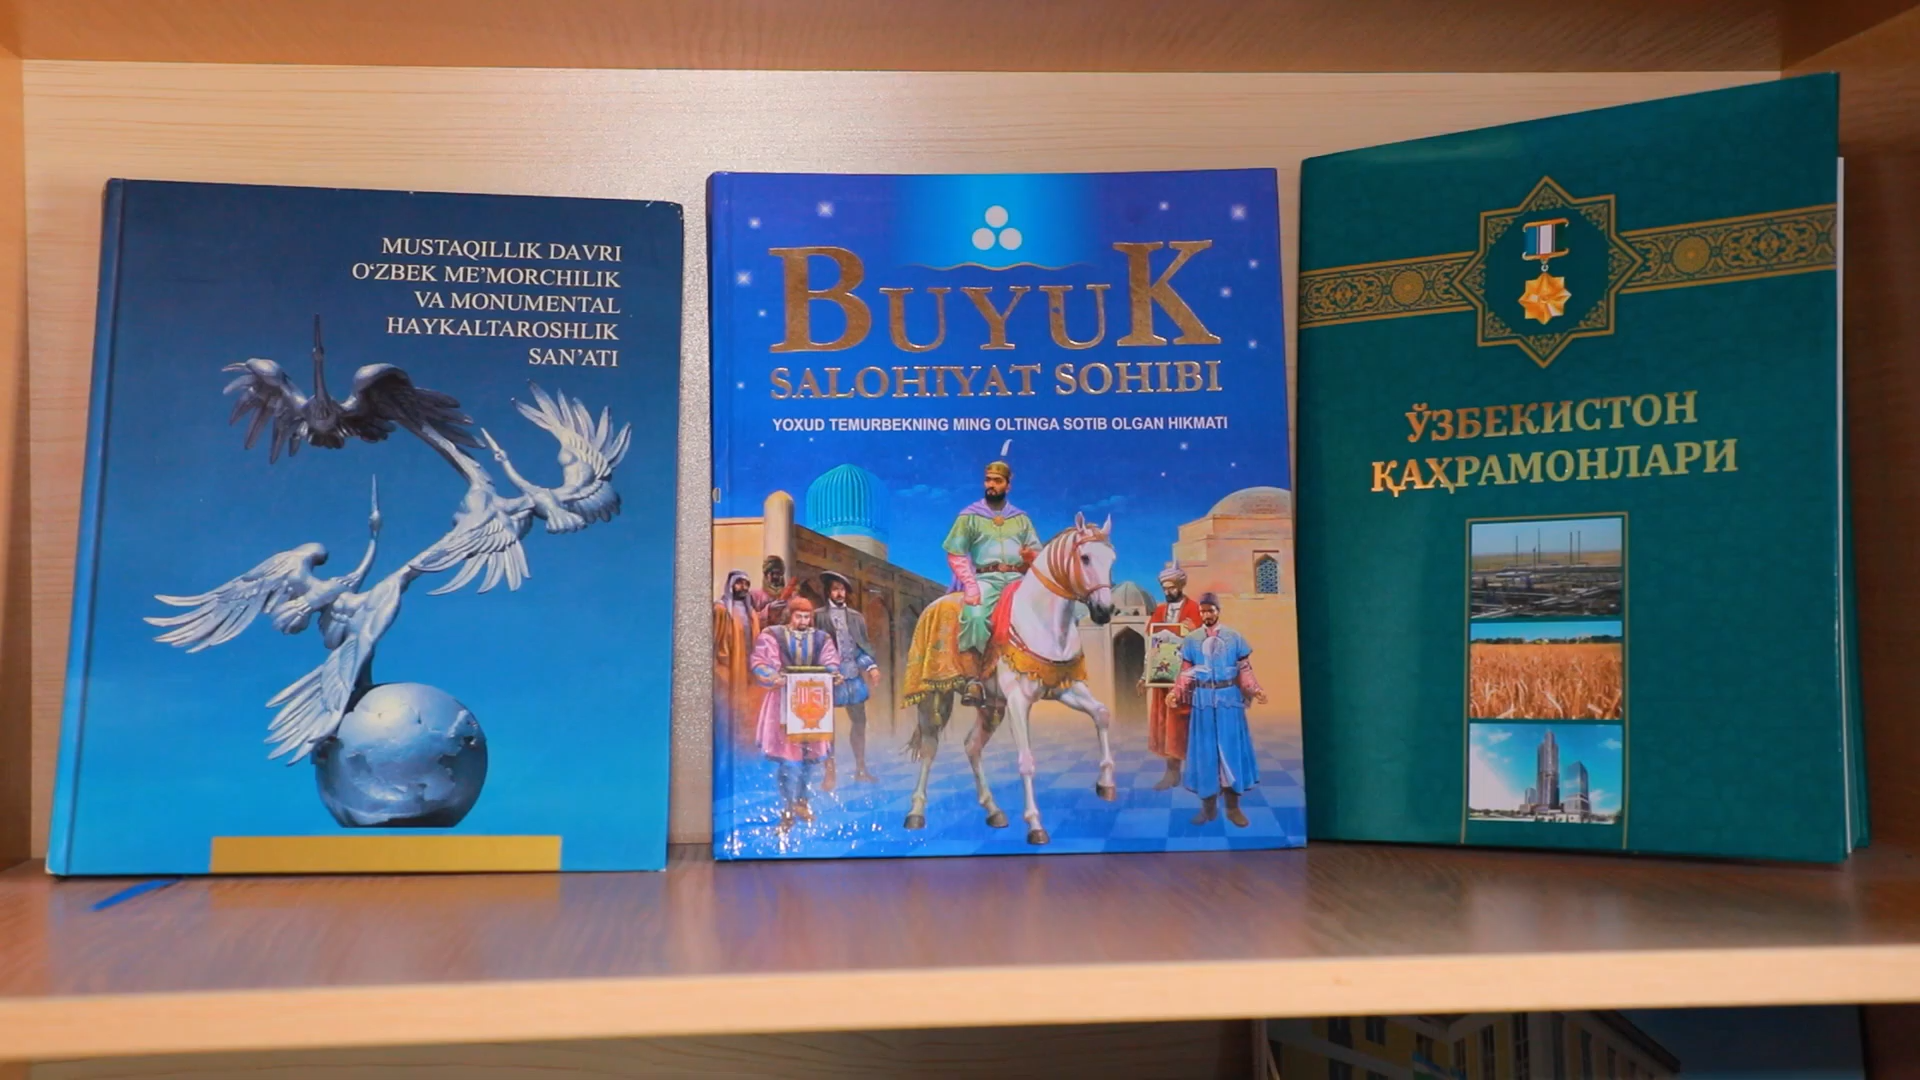 MUSTAQILLIK DAVRI
O‘ZBEK ME’MORCHILIK
VA MONUMENTAL
HAYKALTAROSHLIK
SAN’ATI
BUYUK
SALOHIYAT SOHIBI
YOXUD TEMURBEKNING MING OLTINGA SOTIB OLGAN HIKMATI
ЎЗБЕКИСТОН
ҚАҲРАМОНЛАРИ